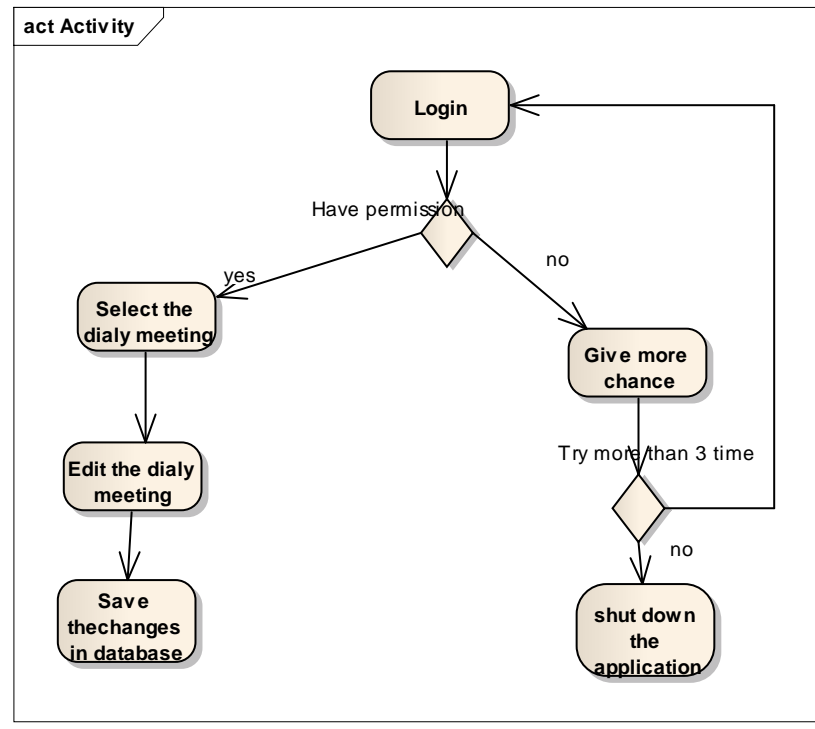 act Activity
Login
Have permission
yes
no
Select the
dialy meeting
Give more
chance
Edit the dialy
meeting
Try more than 3 time
no
Save
thechanges
in database
shut down
the
application